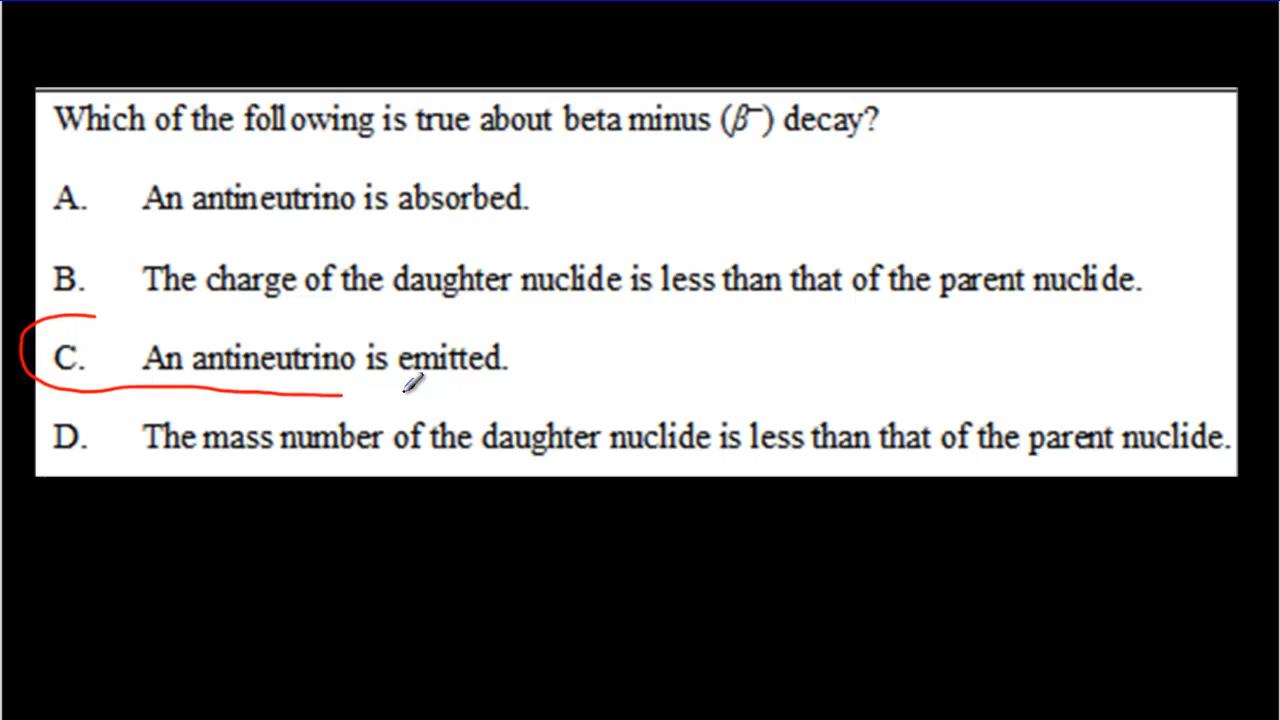 Which of the following is true about beta minus (β⁻) decay?
A. An antineutrino is absorbed.
B. The charge of the daughter nuclide is less than that of the parent nuclide.
C. An antineutrino is emitted.
D. The mass number of the daughter nuclide is less than that of the parent nuclide.